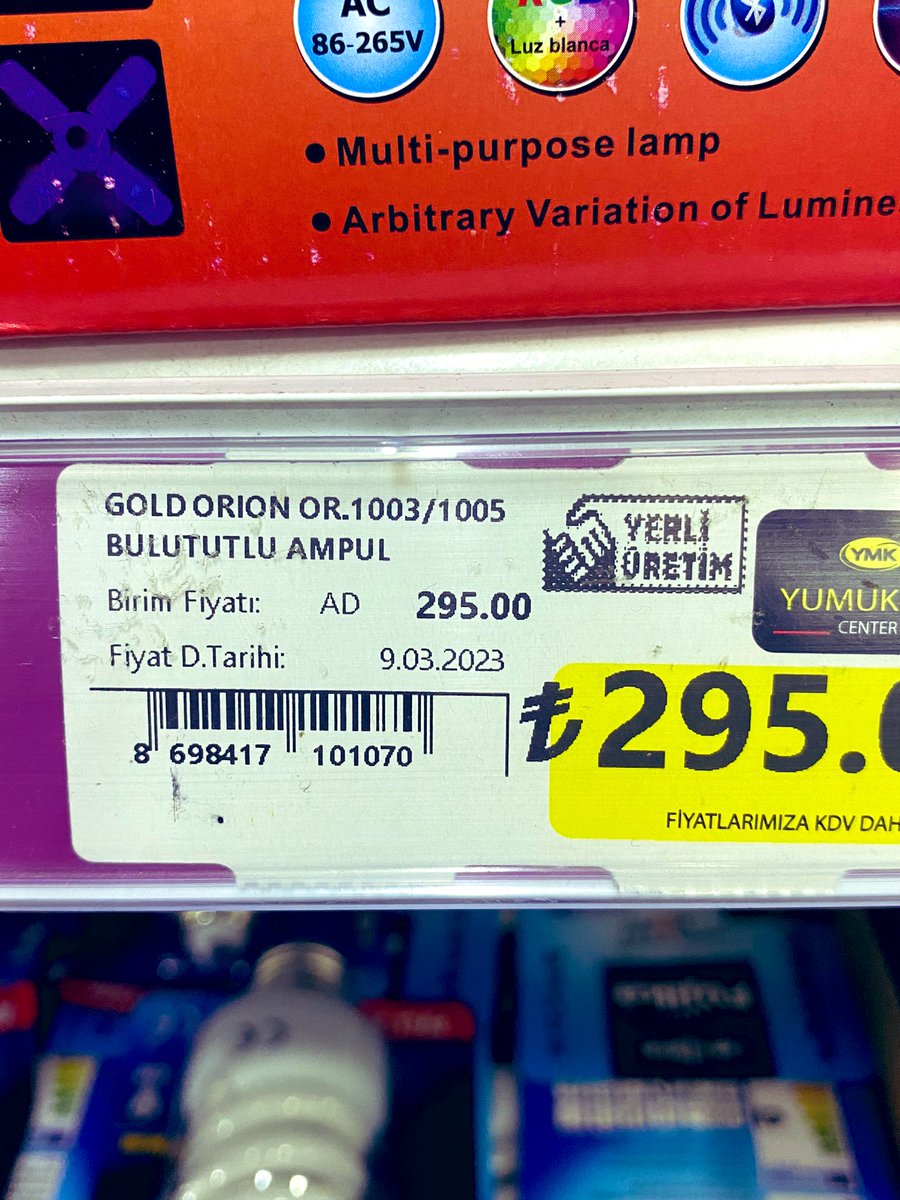 AC
86-265V
+
Luz blanca
• Multi-purpose lamp
• Arbitrary Variation of Lumine
GOLD ORION OR.1003/1005
BULUTUTLU AMPUL
Birim Fiyatı: AD 295.00
Fiyat D.Tarihi: 9.03.2023
8 698417 101070
YERLİ
ÜRETİM
YMK
YUMUK
CENTER
₺295.0
FİYATLARIMIZA KDV DAH